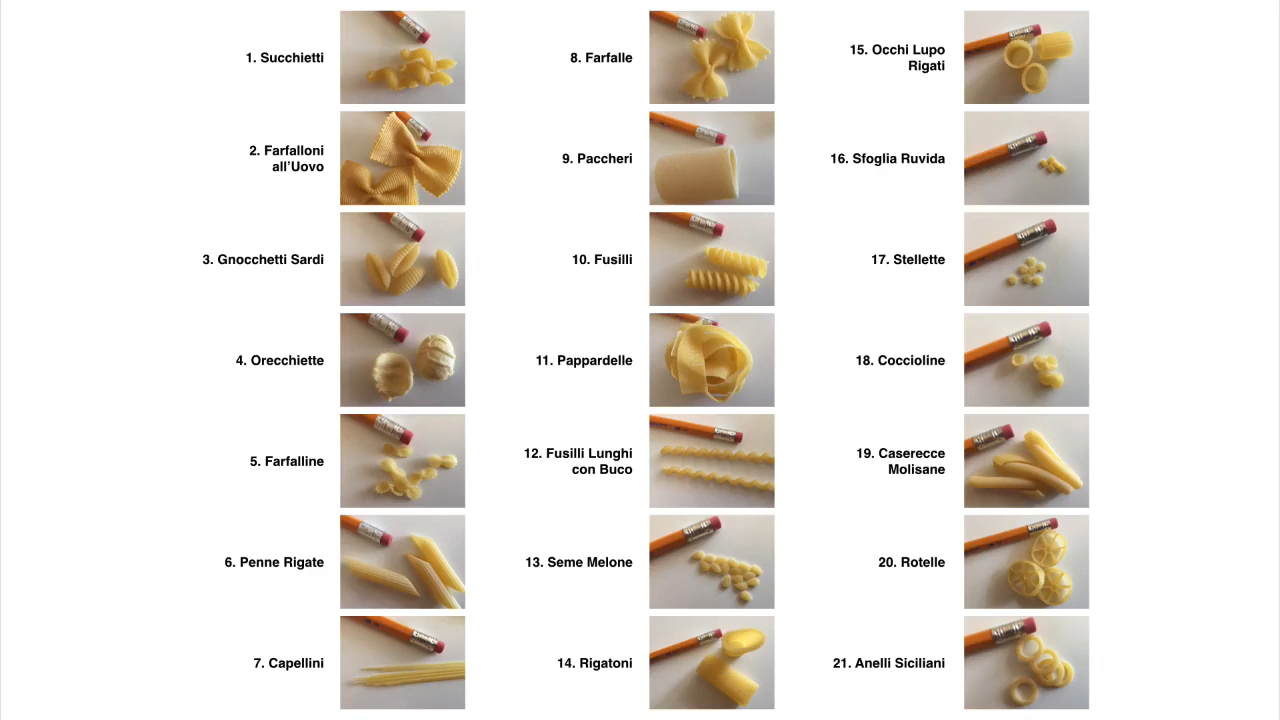 1. Succhietti
2. Farfalloni
all’Uovo
3. Gnocchetti Sardi
4. Orecchiette
5. Farfalline
6. Penne Rigate
7. Capellini
8. Farfalle
9. Paccheri
10. Fusilli
11. Pappardelle
12. Fusilli Lunghi
con Buco
13. Seme Melone
14. Rigatoni
15. Occhi Lupo
Rigati
16. Sfoglia Ruvida
17. Stellette
18. Coccioline
19. Caserecce
Molisane
20. Rotelle
21. Anelli Siciliani